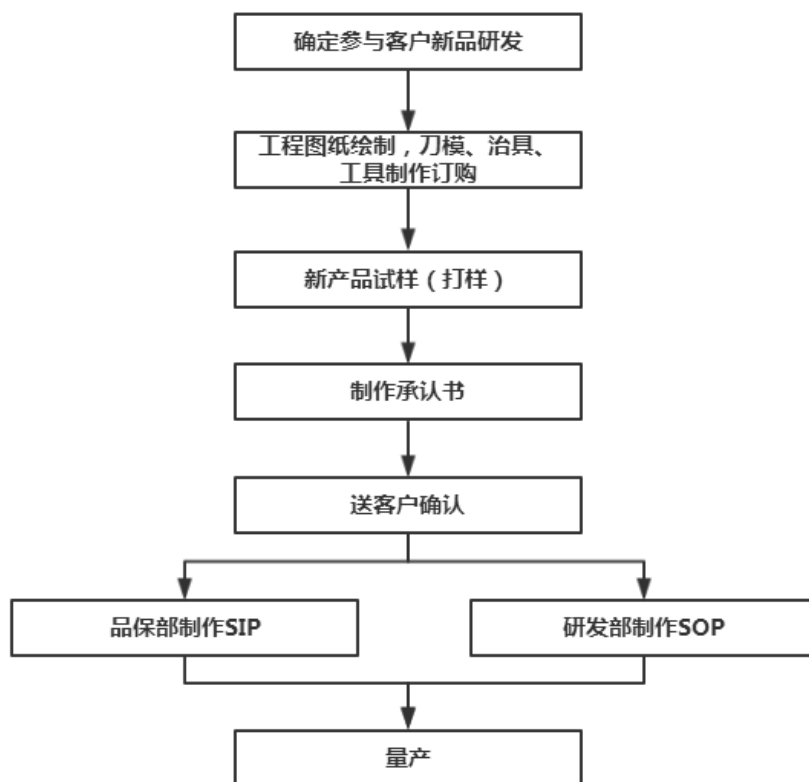 确定参与客户新品研发
工程图纸绘制，刀模、治具、
工具制作订购
新产品试样（打样）
制作承认书
送客户确认
品保部制作SIP
研发部制作SOP
量产